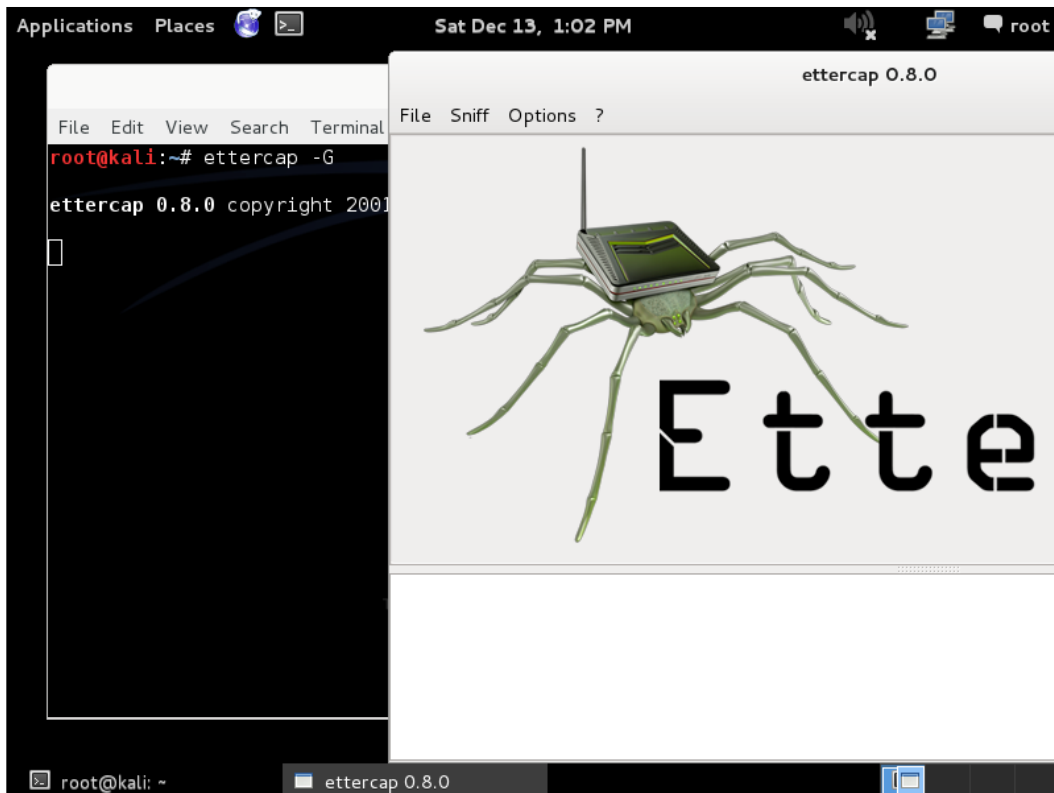 Applications Places Sat Dec 13, 1:02 PM root
ettercap 0.8.0
File Edit View Search Terminal
File Sniff Options ?
root@kali:~# ettercap -G
ettercap 0.8.0 copyright 2001
Ette
root@kali: ~
ettercap 0.8.0